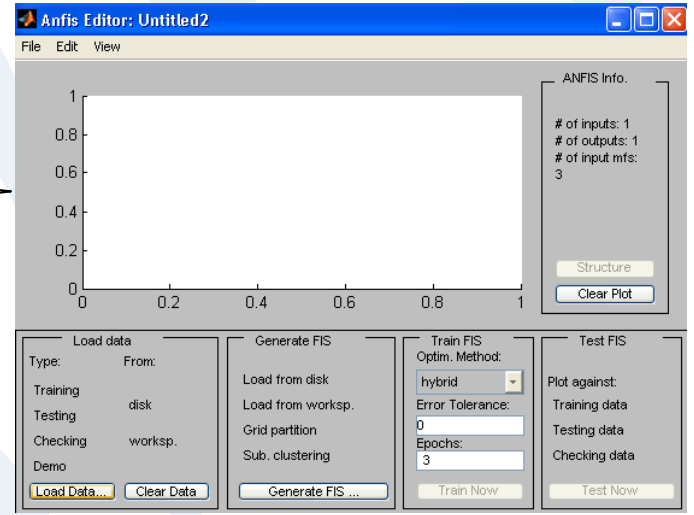 Anfis Editor: Untitled2
File Edit View
1
0.8
0.6
0.4
0.2
0
0 0.2 0.4 0.6 0.8 1
ANFIS Info.
# of inputs: 1
# of outputs: 1
# of input mfs:
3
Structure
Clear Plot
Load data
Type: From:
Training
disk
Testing
Checking worksp.
Demo
Load Data... Clear Data
Generate FIS
Load from disk
Load from worksp.
Grid partition
Sub. clustering
Generate FIS ...
Train FIS
Optim. Method:
hybrid
Error Tolerance:
0
Epochs:
3
Train Now
Test FIS
Plot against:
Training data
Testing data
Checking data
Test Now